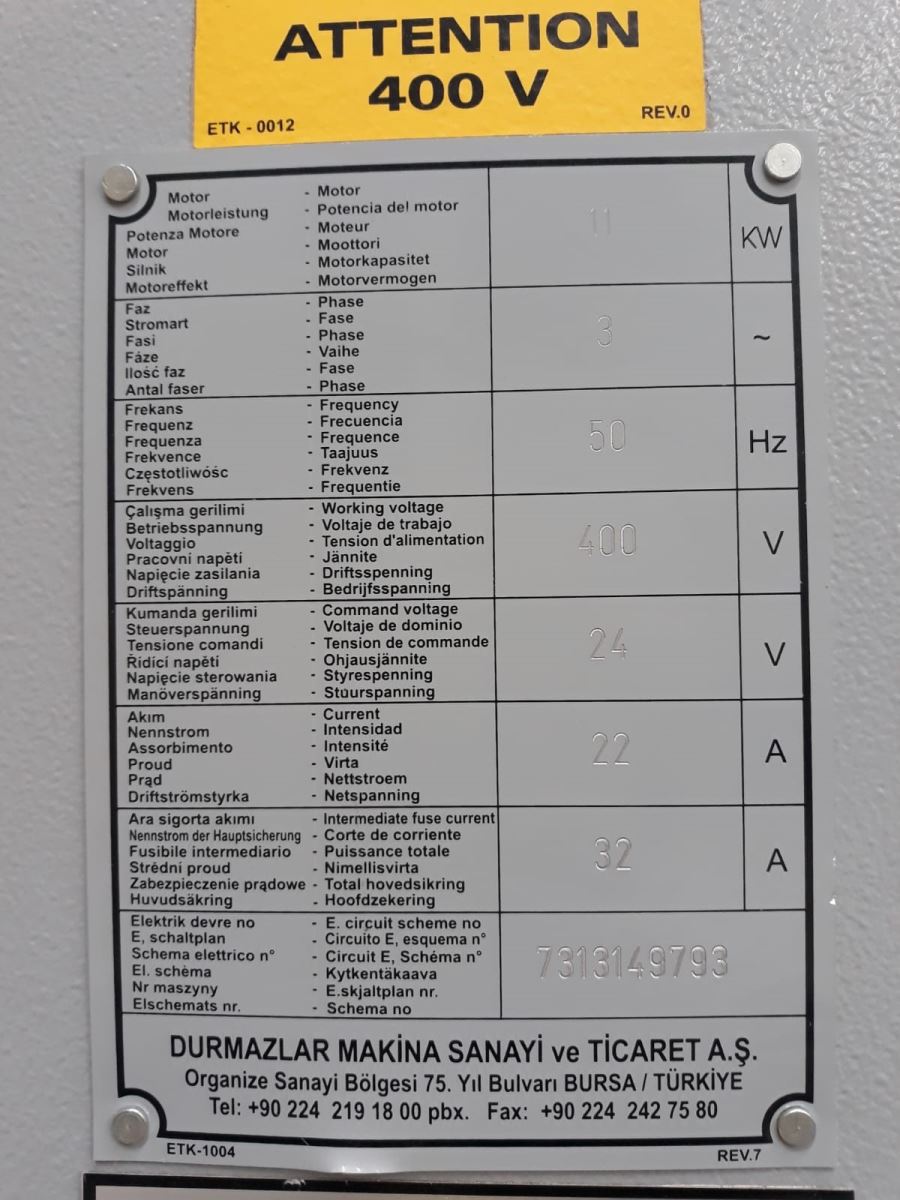 ATTENTION
400 V
ETK - 0012 REV.0
Motor - Motor
Motorleistung - Potencia del motor
Potenza Motore - Moteur
Motor - Moottori
Silnik - Motorkapasitet
Motoreffekt - Motorvermogen
11 KW
Faz - Phase
Stromart - Fase
Fasi - Phase
Fáze - Vaihe
Ilość faz - Fase
Antal faser - Phase
3 ~
Frekans - Frequency
Frequenz - Frecuencia
Frequenza - Frequence
Frekvence - Taajuus
Częstotliwośc - Frekvenz
Frekvens - Frequentie
50 Hz
Çalışma gerilimi - Working voltage
Betriebsspannung - Voltaje de trabajo
Voltaggio - Tension d'alimentation
Pracovní napětí - Jännite
Napięcie zasilania - Driftsspenning
Driftspänning - Bedrijfsspanning
400 V
Kumanda gerilimi - Command voltage
Steuerspannung - Voltaje de dominio
Tensione comandi - Tension de commande
Řídící napěti - Ohjausjännite
Napięcie sterowania - Styrespenning
Manöverspänning - Stuurspanning
24 V
Akım - Current
Nennstrom - Intensidad
Assorbimento - Intensité
Proud - Virta
Prąd - Nettstroem
Driftströmstyrka - Netspanning
22 A
Ara sigorta akımı - Intermediate fuse current
Nennstrom der Hauptsicherung - Corte de corriente
Fusibile intermediario - Puissance totale
Strédní proud - Nimellisvirta
Zabezpieczenie prądowe - Total hovedsikring
Huvudsäkring - Hoofdzekering
32 A
Elektrik devre no - E. circuit scheme no
E, schaltplan - Circuito E, esquema n°
Schema elettrico n° - Circuit E, Schéma n°
El. schèma - Kytkentäkaava
Nr maszyny - E.skjaltplan nr.
Elschemats nr. - Schema no
7313149793
DURMAZLAR MAKİNA SANAYİ ve TİCARET A.Ş.
Organize Sanayi Bölgesi 75. Yıl Bulvarı BURSA / TÜRKİYE
Tel: +90 224 219 18 00 pbx. Fax: +90 224 242 75 80
ETK-1004 REV.7